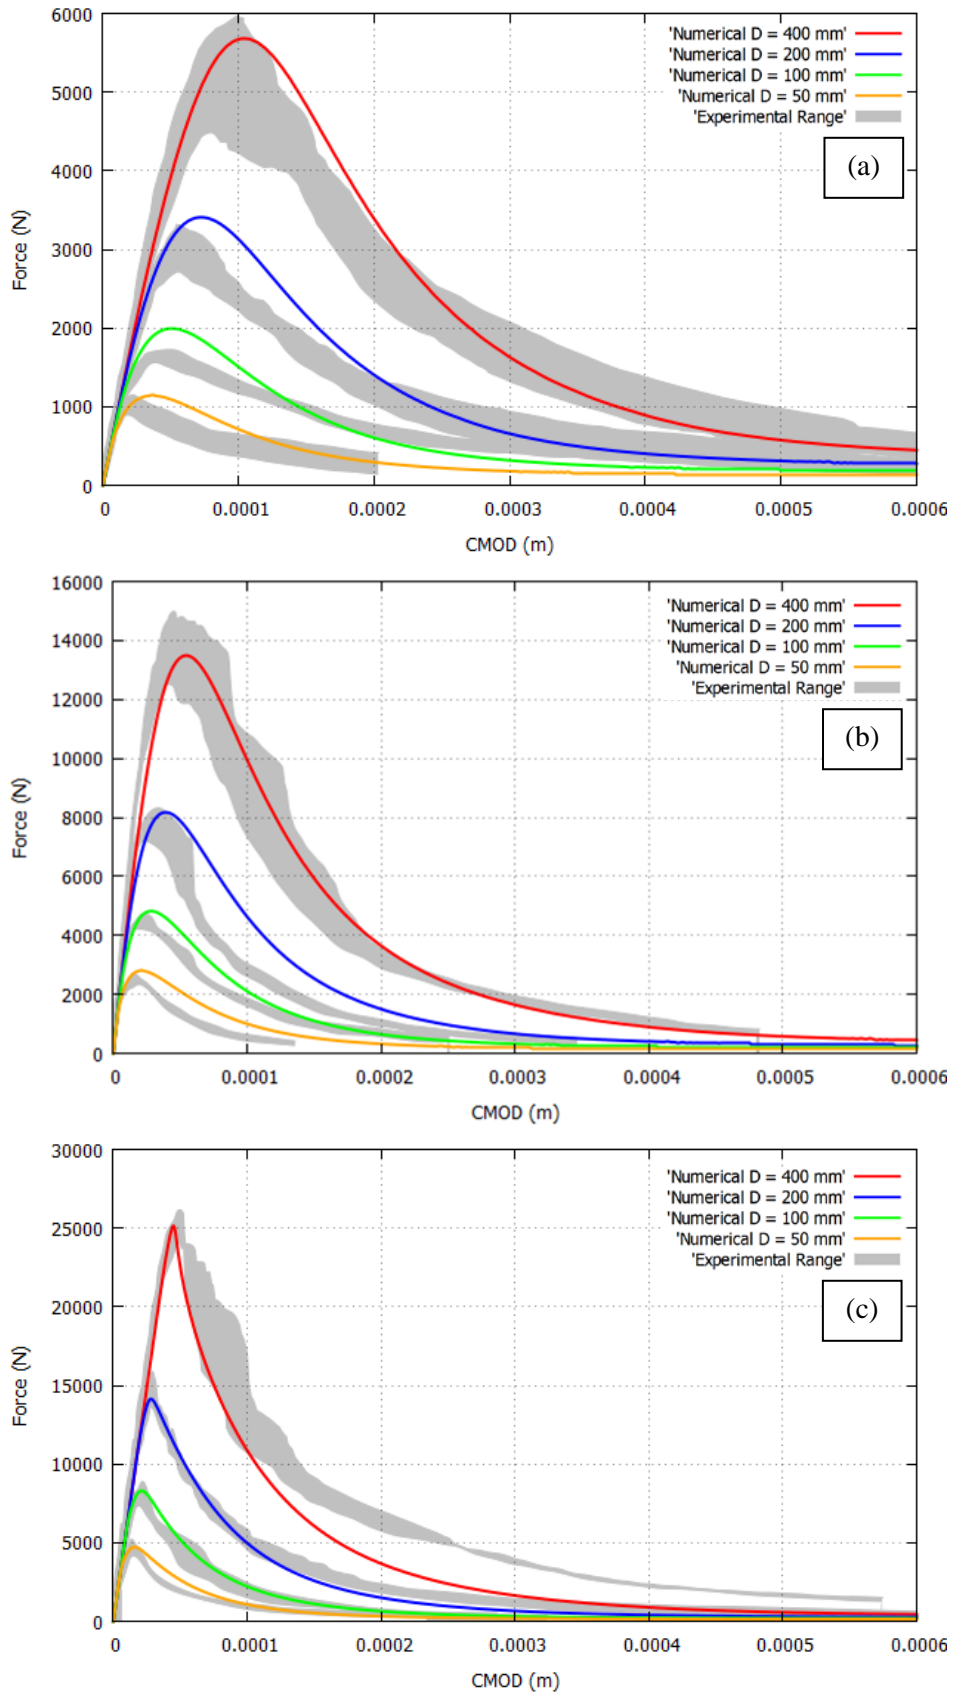 6000
5000
4000
3000
2000
1000
0
Force (N)
'Numerical D = 400 mm'
'Numerical D = 200 mm'
'Numerical D = 100 mm'
'Numerical D = 50 mm'
'Experimental Range'
(a)
0 0.0001 0.0002 0.0003 0.0004 0.0005 0.0006
CMOD (m)
16000
14000
12000
10000
8000
6000
4000
2000
0
Force (N)
'Numerical D = 400 mm'
'Numerical D = 200 mm'
'Numerical D = 100 mm'
'Numerical D = 50 mm'
'Experimental Range'
(b)
0 0.0001 0.0002 0.0003 0.0004 0.0005 0.0006
CMOD (m)
30000
25000
20000
15000
10000
5000
0
Force (N)
'Numerical D = 400 mm'
'Numerical D = 200 mm'
'Numerical D = 100 mm'
'Numerical D = 50 mm'
'Experimental Range'
(c)
0 0.0001 0.0002 0.0003 0.0004 0.0005 0.0006
CMOD (m)